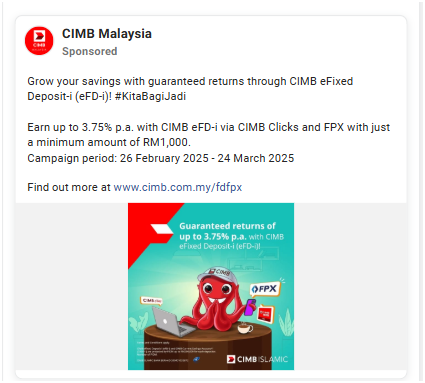 CIMB Malaysia
Sponsored
Grow your savings with guaranteed returns through CIMB eFixed
Deposit-i (eFD-i)! #KitaBagiJadi
Earn up to 3.75% p.a. with CIMB eFD-i via CIMB Clicks and FPX with just
a minimum amount of RM1,000.
Campaign period: 26 February 2025 - 24 March 2025
Find out more at www.cimb.com.my/fdfpx
Guaranteed returns of
up to 3.75% p.a. with CIMB
eFixed Deposit-i (eFD-i)!
CIMB
FPX
CIMB
CIMB ISLAMIC